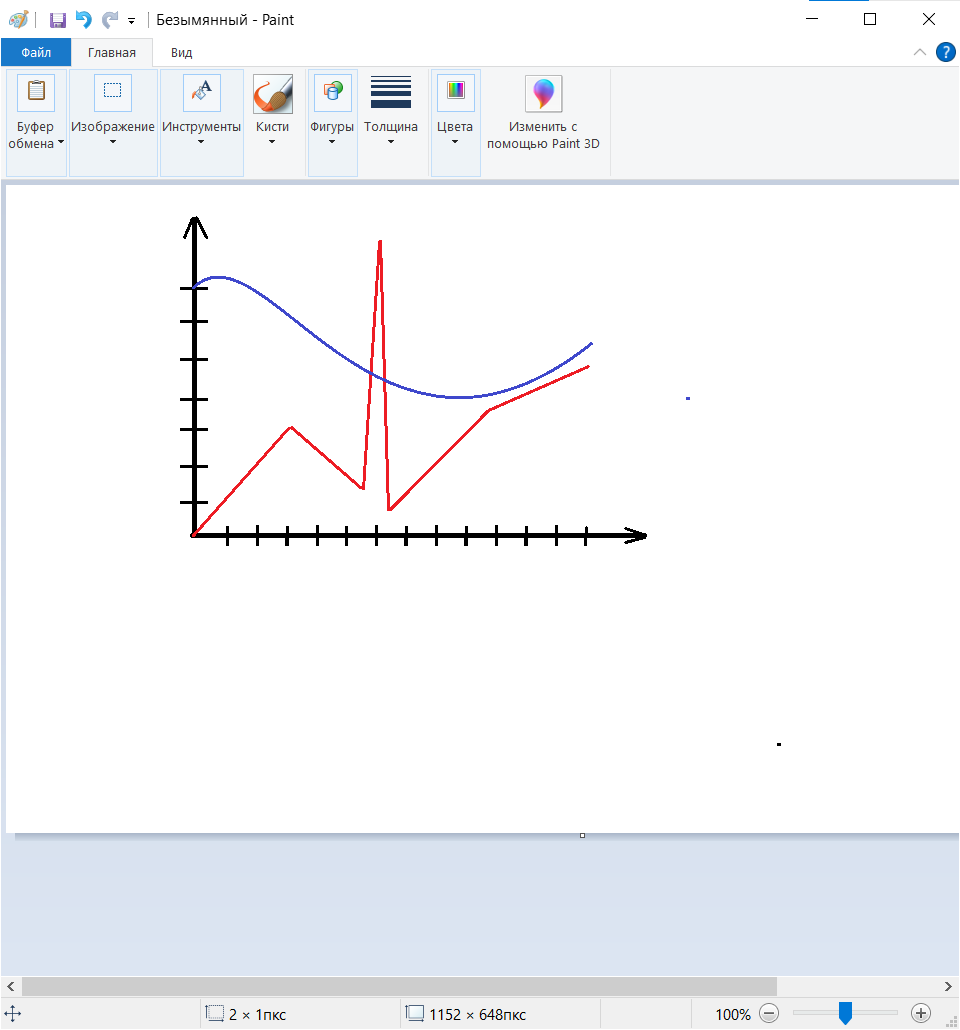 Безымянный - Paint
Файл
Главная
Вид
?
Буфер
обмена
Изображение
Инструменты
Кисти
Фигуры
Толщина
Цвета
Изменить с
помощью Paint 3D
2 × 1пкс
1152 × 648пкс
100%